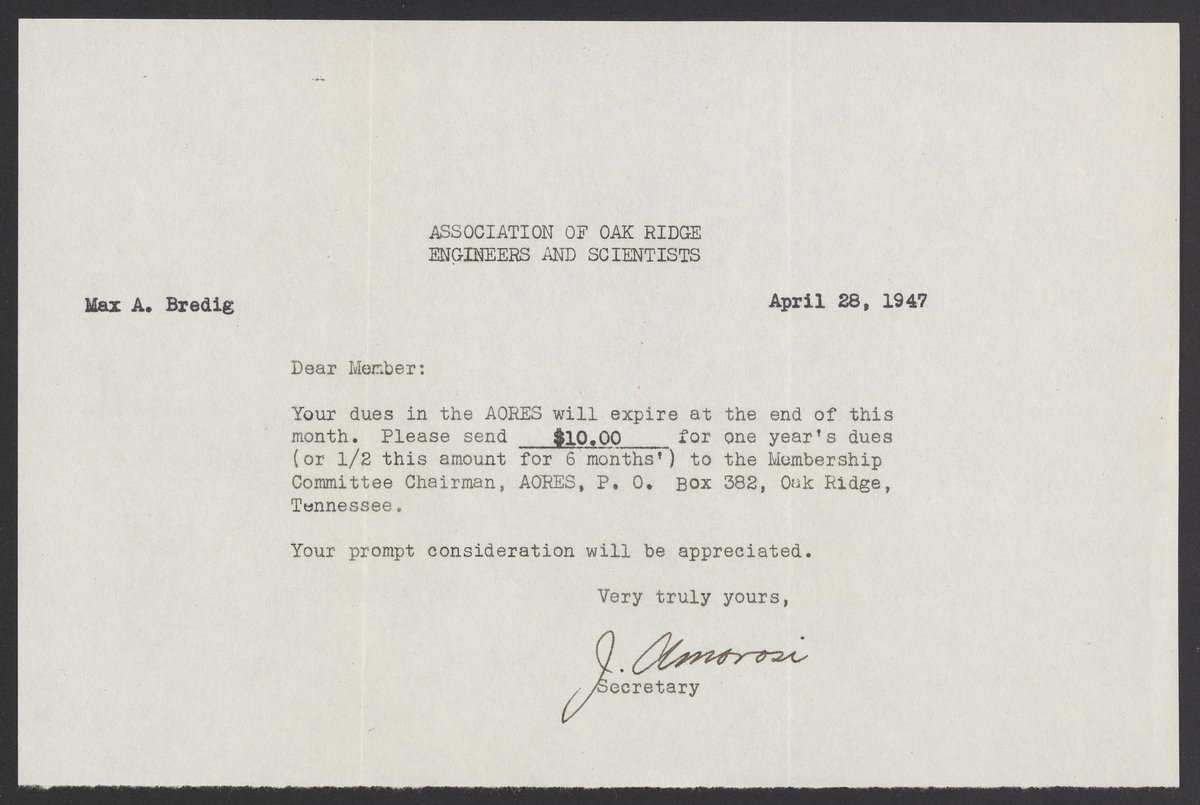 ASSOCIATION OF OAK RIDGE
ENGINEERS AND SCIENTISTS
Max A. Bredig
April 28, 1947
Dear Member:
Your dues in the AORES will expire at the end of this
month. Please send $10.00 for one year's dues
(or 1/2 this amount for 6 months') to the Membership
Committee Chairman, AORES, P. O. Box 382, Oak Ridge,
Tennessee.
Your prompt consideration will be appreciated.
Very truly yours,
J. Amorosi
Secretary